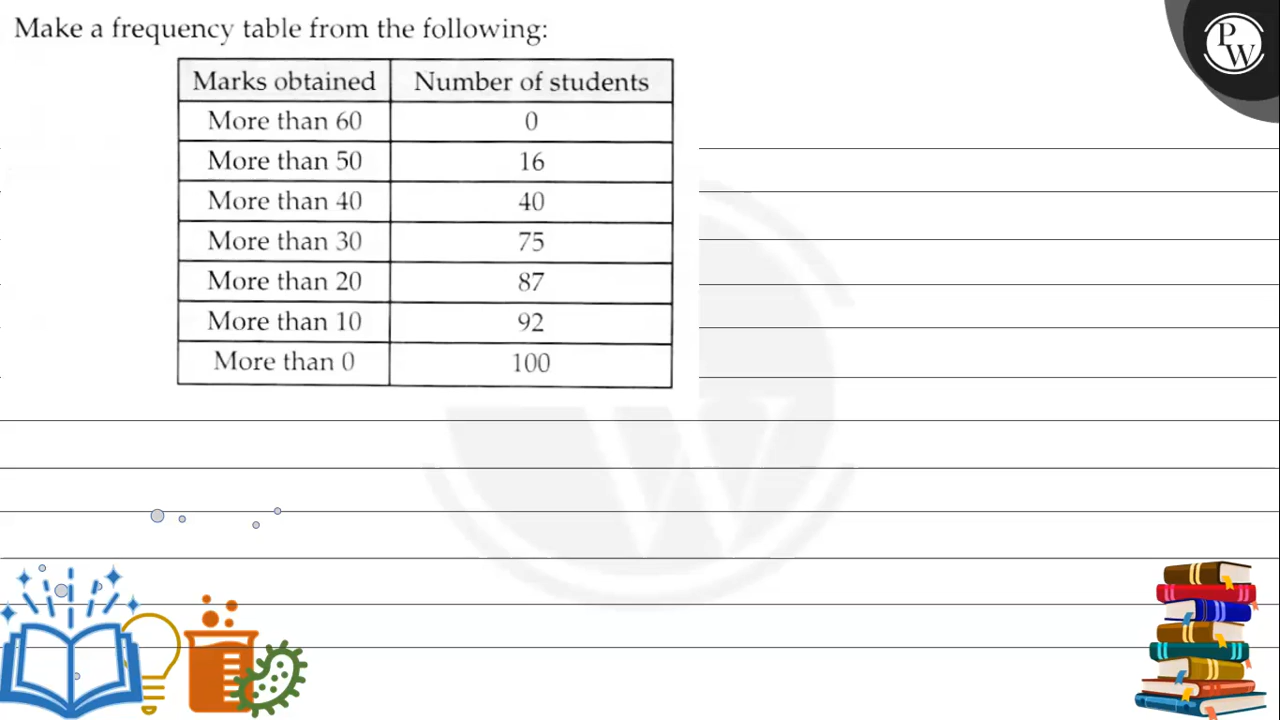 Make a frequency table from the following:
Marks obtained Number of students
More than 60 0
More than 50 16
More than 40 40
More than 30 75
More than 20 87
More than 10 92
More than 0 100
P
W
W